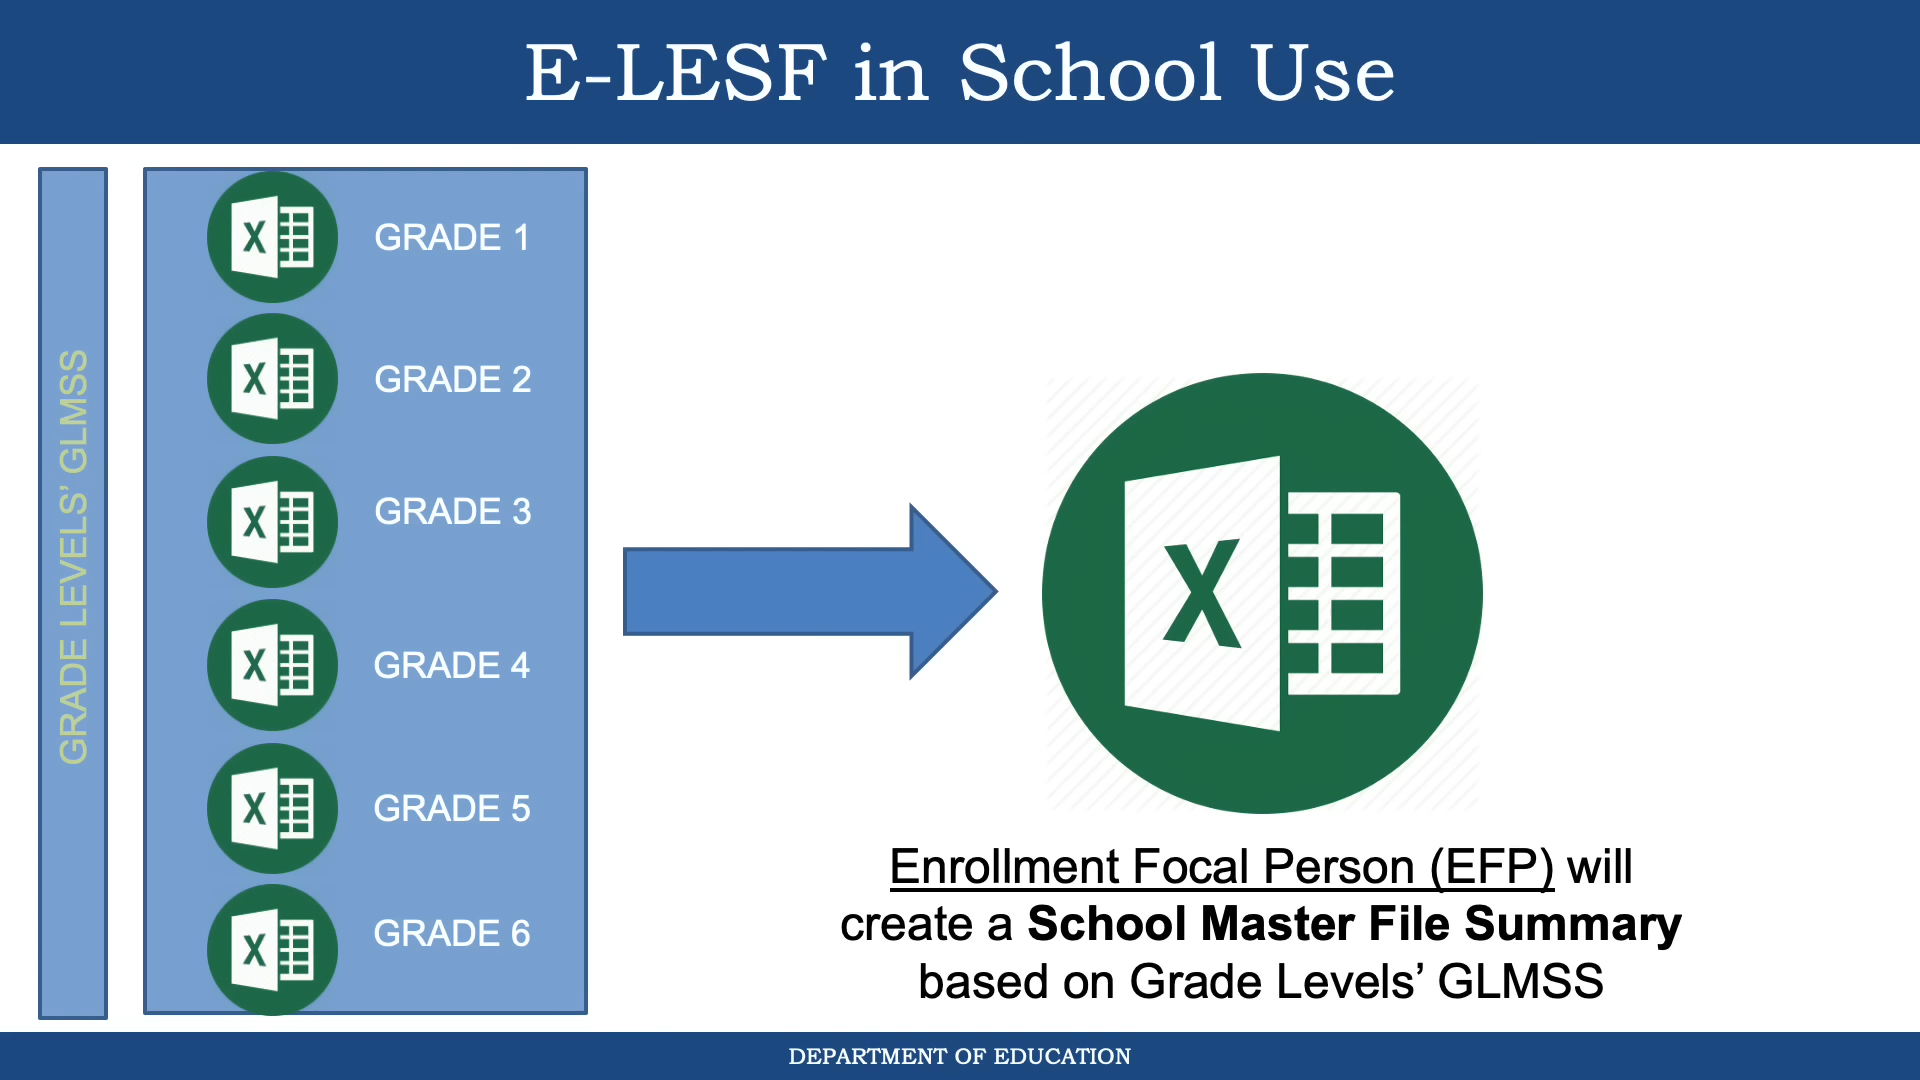 E-LESF in School Use
GRADE LEVELS’ GLMSS
X GRADE 1
X GRADE 2
X GRADE 3
X GRADE 4
X GRADE 5
X GRADE 6
X
Enrollment Focal Person (EFP) will
create a School Master File Summary
based on Grade Levels’ GLMSS
DEPARTMENT OF EDUCATION